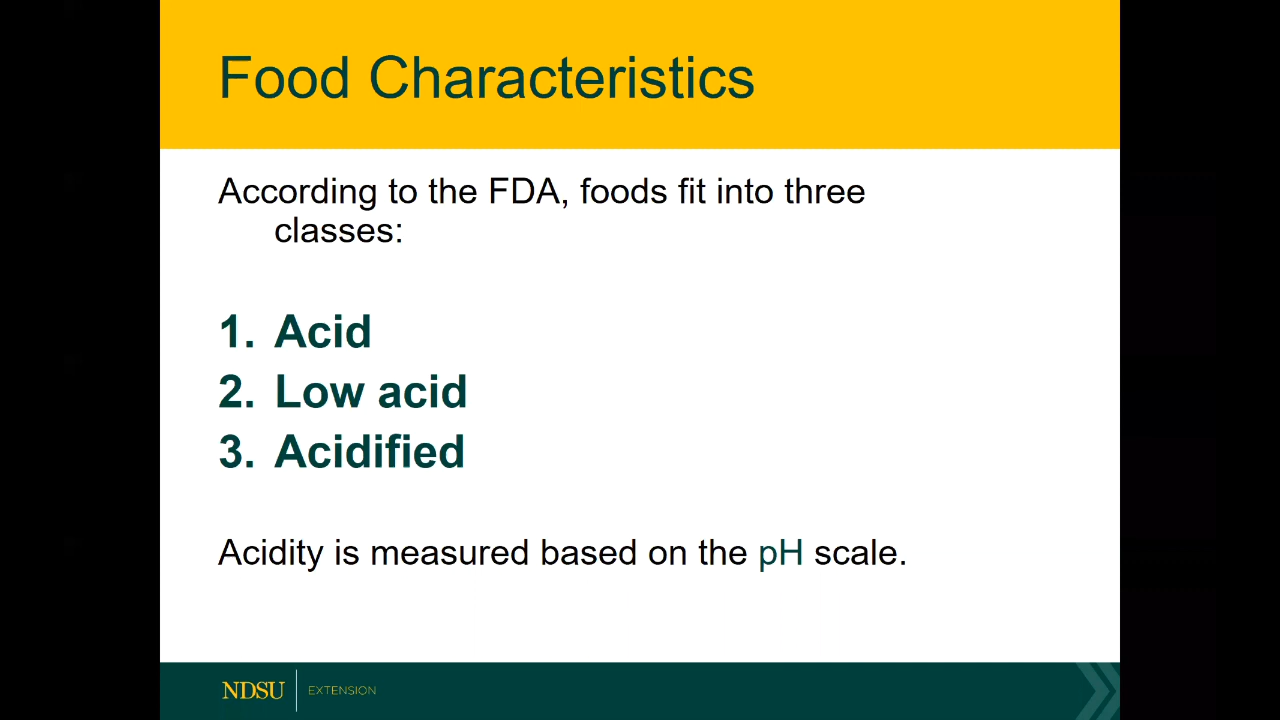 Food Characteristics
According to the FDA, foods fit into three
classes:
1. Acid
2. Low acid
3. Acidified
Acidity is measured based on the pH scale.
NDSU EXTENSION